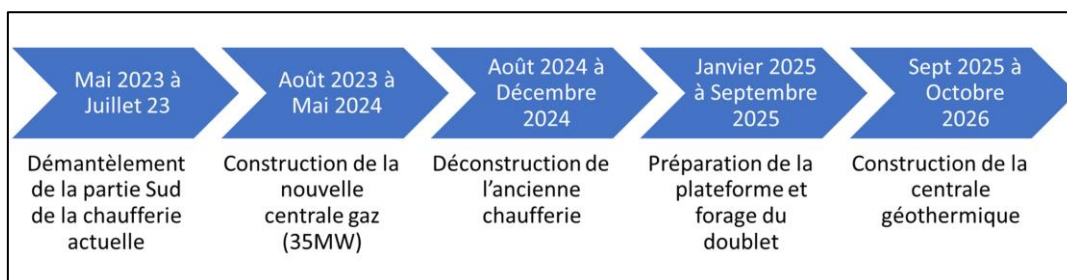 Mai 2023 à
Juillet 23
Août 2023 à
Mai 2024
Août 2024 à
Décembre
2024
Janvier 2025
à Septembre
2025
Sept 2025 à
Octobre
2026
Démantèlement
de la partie Sud
de la chaufferie
actuelle
Construction de la
nouvelle
centrale gaz
(35MW)
Déconstruction de
l’ancienne
chaufferie
Préparation de la
plateforme et
forage du
doublet
Construction de la
centrale
géothermique